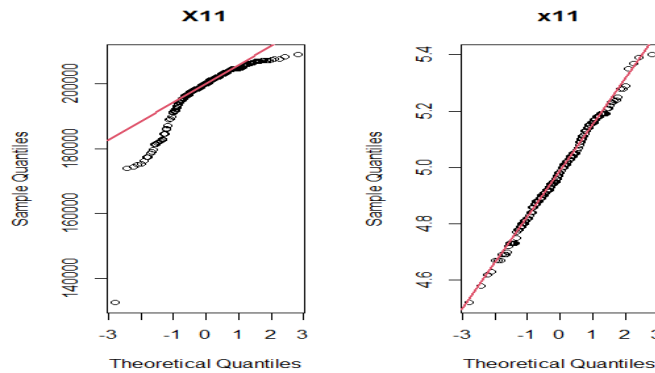 X11
x11
Sample Quantiles
140000 160000 180000 200000
-3 -1 0 1 2 3
Theoretical Quantiles
Sample Quantiles
4.6 4.8 5.0 5.2 5.4
-3 -1 0 1 2 3
Theoretical Quantiles